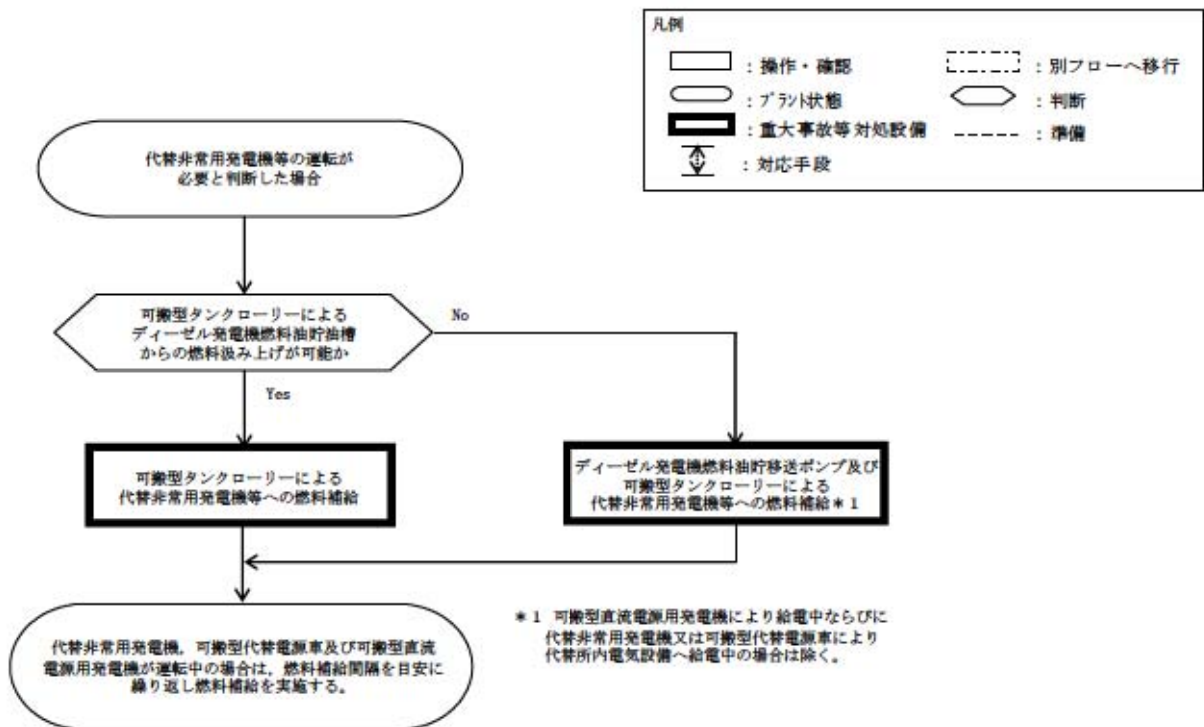 凡例
：操作・確認
：別フローへ移行
：プラント状態
：判断
：重大事故等対処設備
：準備
：対応手段
代替非常用発電機等の運転が
必要と判断した場合
可搬型タンクローリーによる
ディーゼル発電機燃料油貯油槽
からの燃料汲み上げが可能か
No
Yes
可搬型タンクローリーによる
代替非常用発電機等への燃料補給
ディーゼル発電機燃料油貯移送ポンプ及び
可搬型タンクローリーによる
代替非常用発電機等への燃料補給＊１
代替非常用発電機，可搬型代替電源車及び可搬型直流
電源用発電機が運転中の場合は，燃料補給間隔を目安に
繰り返し燃料補給を実施する。
＊１ 可搬型直流電源用発電機により給電中ならびに
代替非常用発電機又は可搬型代替電源車により
代替所内電気設備へ給電中の場合は除く。